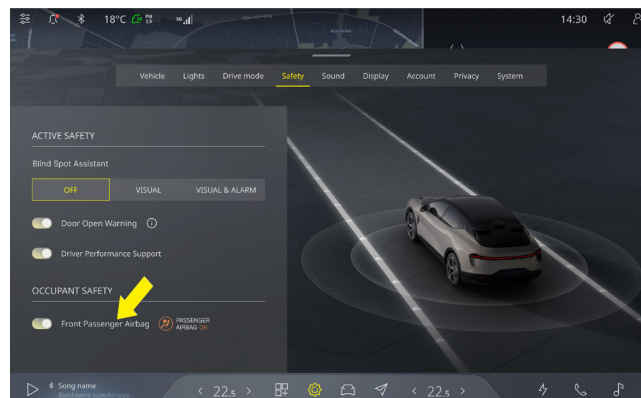 18°C PM 2.5 5G 14:30
Vehicle Lights Drive mode Safety Sound Display Account Privacy System
ACTIVE SAFETY
Blind Spot Assistant
OFF VISUAL VISUAL & ALARM
Door Open Warning
Driver Performance Support
OCCUPANT SAFETY
Front Passenger Airbag PASSENGER
AIRBAG ON
Song name
22.5 22.5